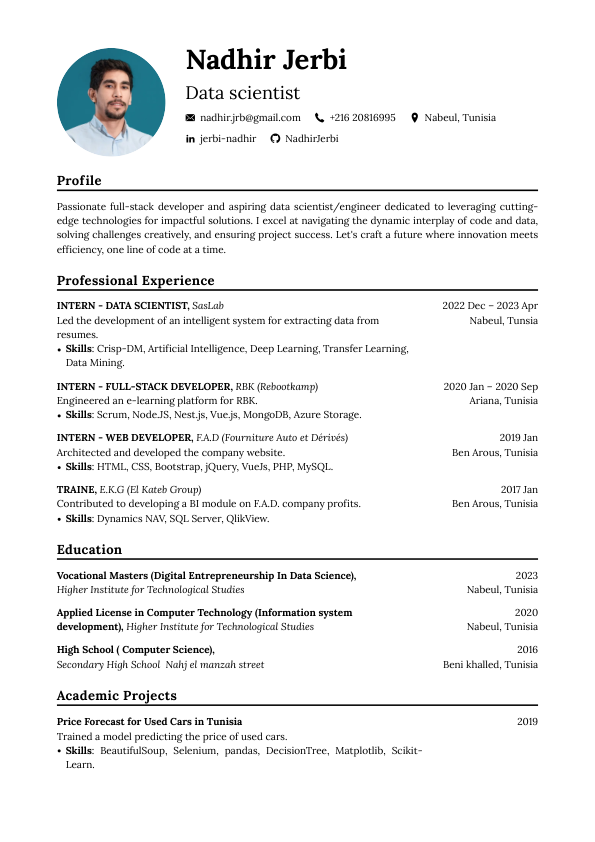 Nadhir Jerbi
Data scientist
nadhir.jrb@gmail.com +216 20816995 Nabeul, Tunisia
jerbi-nadhir NadhirJerbi
Profile
Passionate full-stack developer and aspiring data scientist/engineer dedicated to leveraging cutting-
edge technologies for impactful solutions. I excel at navigating the dynamic interplay of code and data,
solving challenges creatively, and ensuring project success. Let's craft a future where innovation meets
efficiency, one line of code at a time.
Professional Experience
INTERN - DATA SCIENTIST, SasLab 2022 Dec – 2023 Apr
Led the development of an intelligent system for extracting data from Nabeul, Tunsia
resumes.
• Skills: Crisp-DM, Artificial Intelligence, Deep Learning, Transfer Learning,
Data Mining.
INTERN - FULL-STACK DEVELOPER, RBK (Rebootkamp) 2020 Jan – 2020 Sep
Engineered an e-learning platform for RBK. Ariana, Tunisia
• Skills: Scrum, Node.JS, Nest.js, Vue.js, MongoDB, Azure Storage.
INTERN - WEB DEVELOPER, F.A.D (Fourniture Auto et Dérivés) 2019 Jan
Architected and developed the company website. Ben Arous, Tunisia
• Skills: HTML, CSS, Bootstrap, jQuery, VueJs, PHP, MySQL.
TRAINE, E.K.G (El Kateb Group) 2017 Jan
Contributed to developing a BI module on F.A.D. company profits. Ben Arous, Tunisia
• Skills: Dynamics NAV, SQL Server, QlikView.
Education
Vocational Masters (Digital Entrepreneurship In Data Science), 2023
Higher Institute for Technological Studies Nabeul, Tunisia
Applied License in Computer Technology (Information system 2020
development), Higher Institute for Technological Studies Nabeul, Tunisia
High School ( Computer Science), 2016
Secondary High School Nahj el manzah street Beni khalled, Tunisia
Academic Projects
Price Forecast for Used Cars in Tunisia 2019
Trained a model predicting the price of used cars.
• Skills: BeautifulSoup, Selenium, pandas, DecisionTree, Matplotlib, Scikit-
Learn.